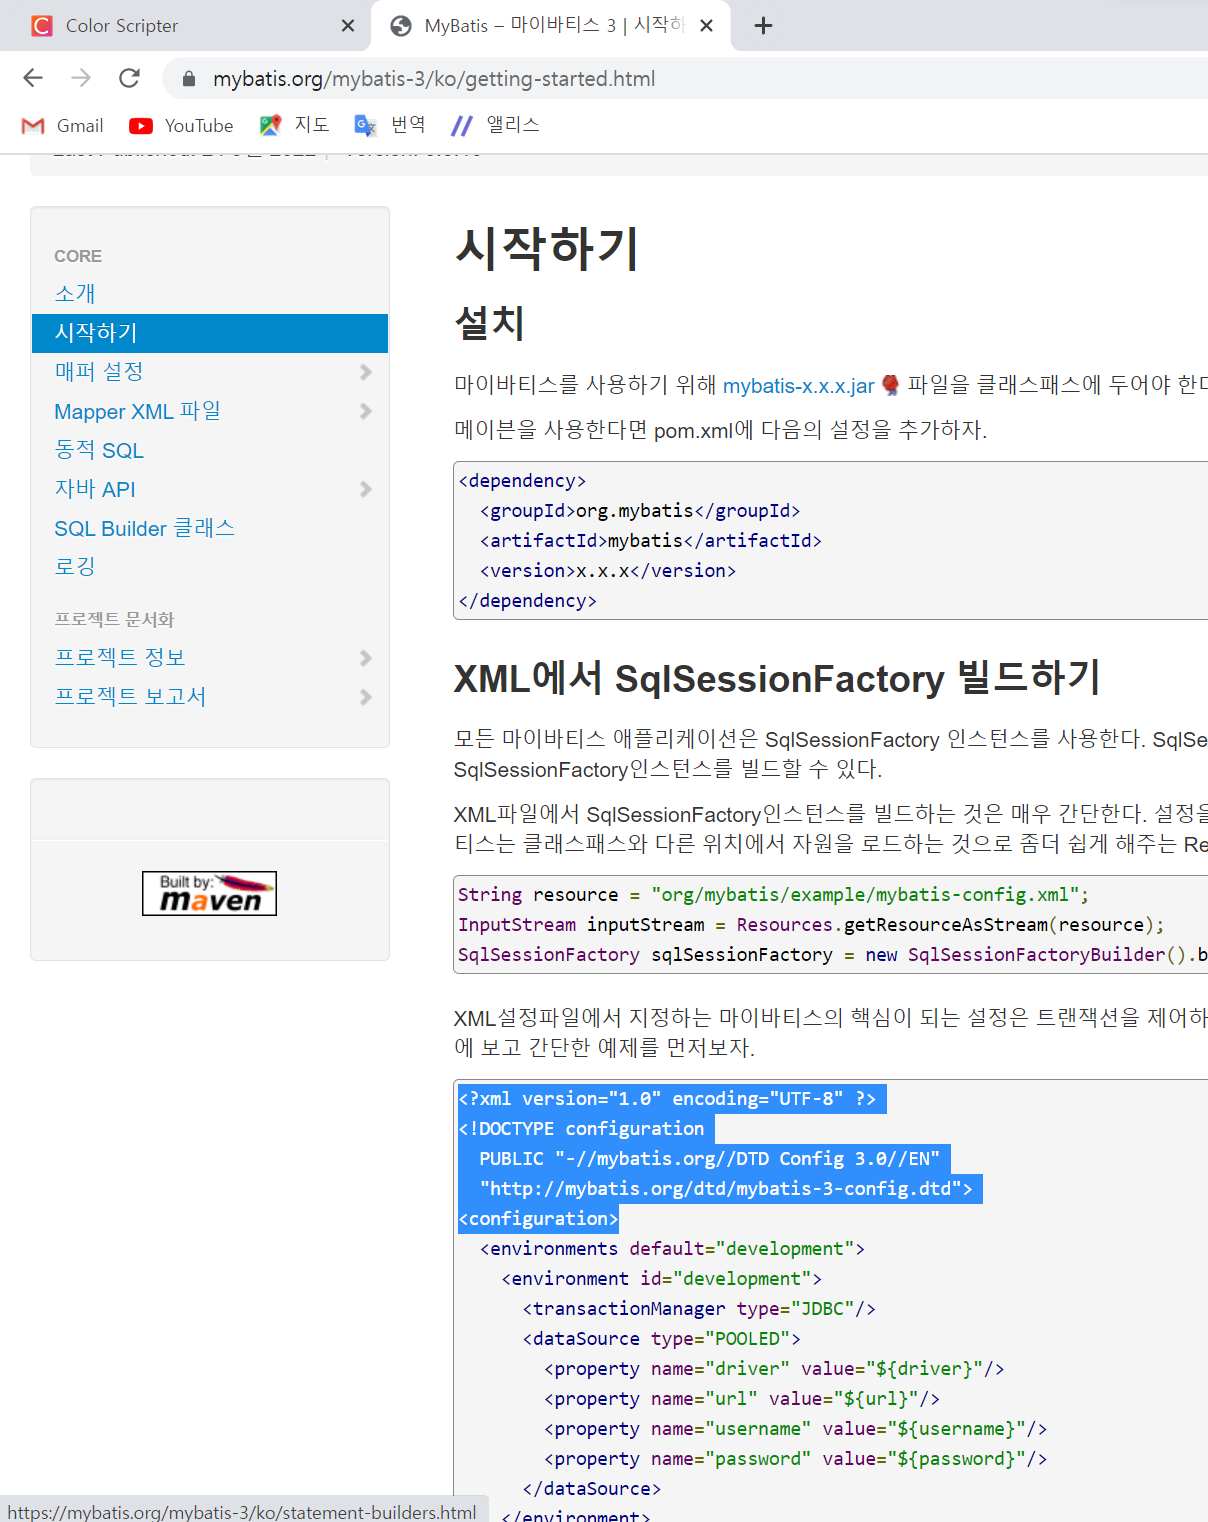 Color Scripter
MyBatis – 마이바티스 3 | 시작하
mybatis.org/mybatis-3/ko/getting-started.html
Gmail YouTube 지도 번역 앨리스
CORE
소개
시작하기
매퍼 설정
Mapper XML 파일
동적 SQL
자바 API
SQL Builder 클래스
로깅
프로젝트 문서화
프로젝트 정보
프로젝트 보고서
Built by:
maven
시작하기
설치
마이바티스를 사용하기 위해 mybatis-x.x.x.jar 파일을 클래스패스에 두어야 한다
메이븐을 사용한다면 pom.xml에 다음의 설정을 추가하자.
<dependency>
<groupId>org.mybatis</groupId>
<artifactId>mybatis</artifactId>
<version>x.x.x</version>
</dependency>
XML에서 SqlSessionFactory 빌드하기
모든 마이바티스 애플리케이션은 SqlSessionFactory 인스턴스를 사용한다. SqlSe
SqlSessionFactory인스턴스를 빌드할 수 있다.
XML파일에서 SqlSessionFactory인스턴스를 빌드하는 것은 매우 간단한다. 설정을
티스는 클래스패스와 다른 위치에서 자원을 로드하는 것으로 좀더 쉽게 해주는 Re
String resource = "org/mybatis/example/mybatis-config.xml";
InputStream inputStream = Resources.getResourceAsStream(resource);
SqlSessionFactory sqlSessionFactory = new SqlSessionFactoryBuilder().b
XML설정파일에서 지정하는 마이바티스의 핵심이 되는 설정은 트랜잭션을 제어하
에 보고 간단한 예제를 먼저보자.
<?xml version="1.0" encoding="UTF-8" ?>
<!DOCTYPE configuration
PUBLIC "-//mybatis.org//DTD Config 3.0//EN"
"http://mybatis.org/dtd/mybatis-3-config.dtd">
<configuration>
<environments default="development">
<environment id="development">
<transactionManager type="JDBC"/>
<dataSource type="POOLED">
<property name="driver" value="${driver}"/>
<property name="url" value="${url}"/>
<property name="username" value="${username}"/>
<property name="password" value="${password}"/>
</dataSource>
</environment>
https://mybatis.org/mybatis-3/ko/statement-builders.html